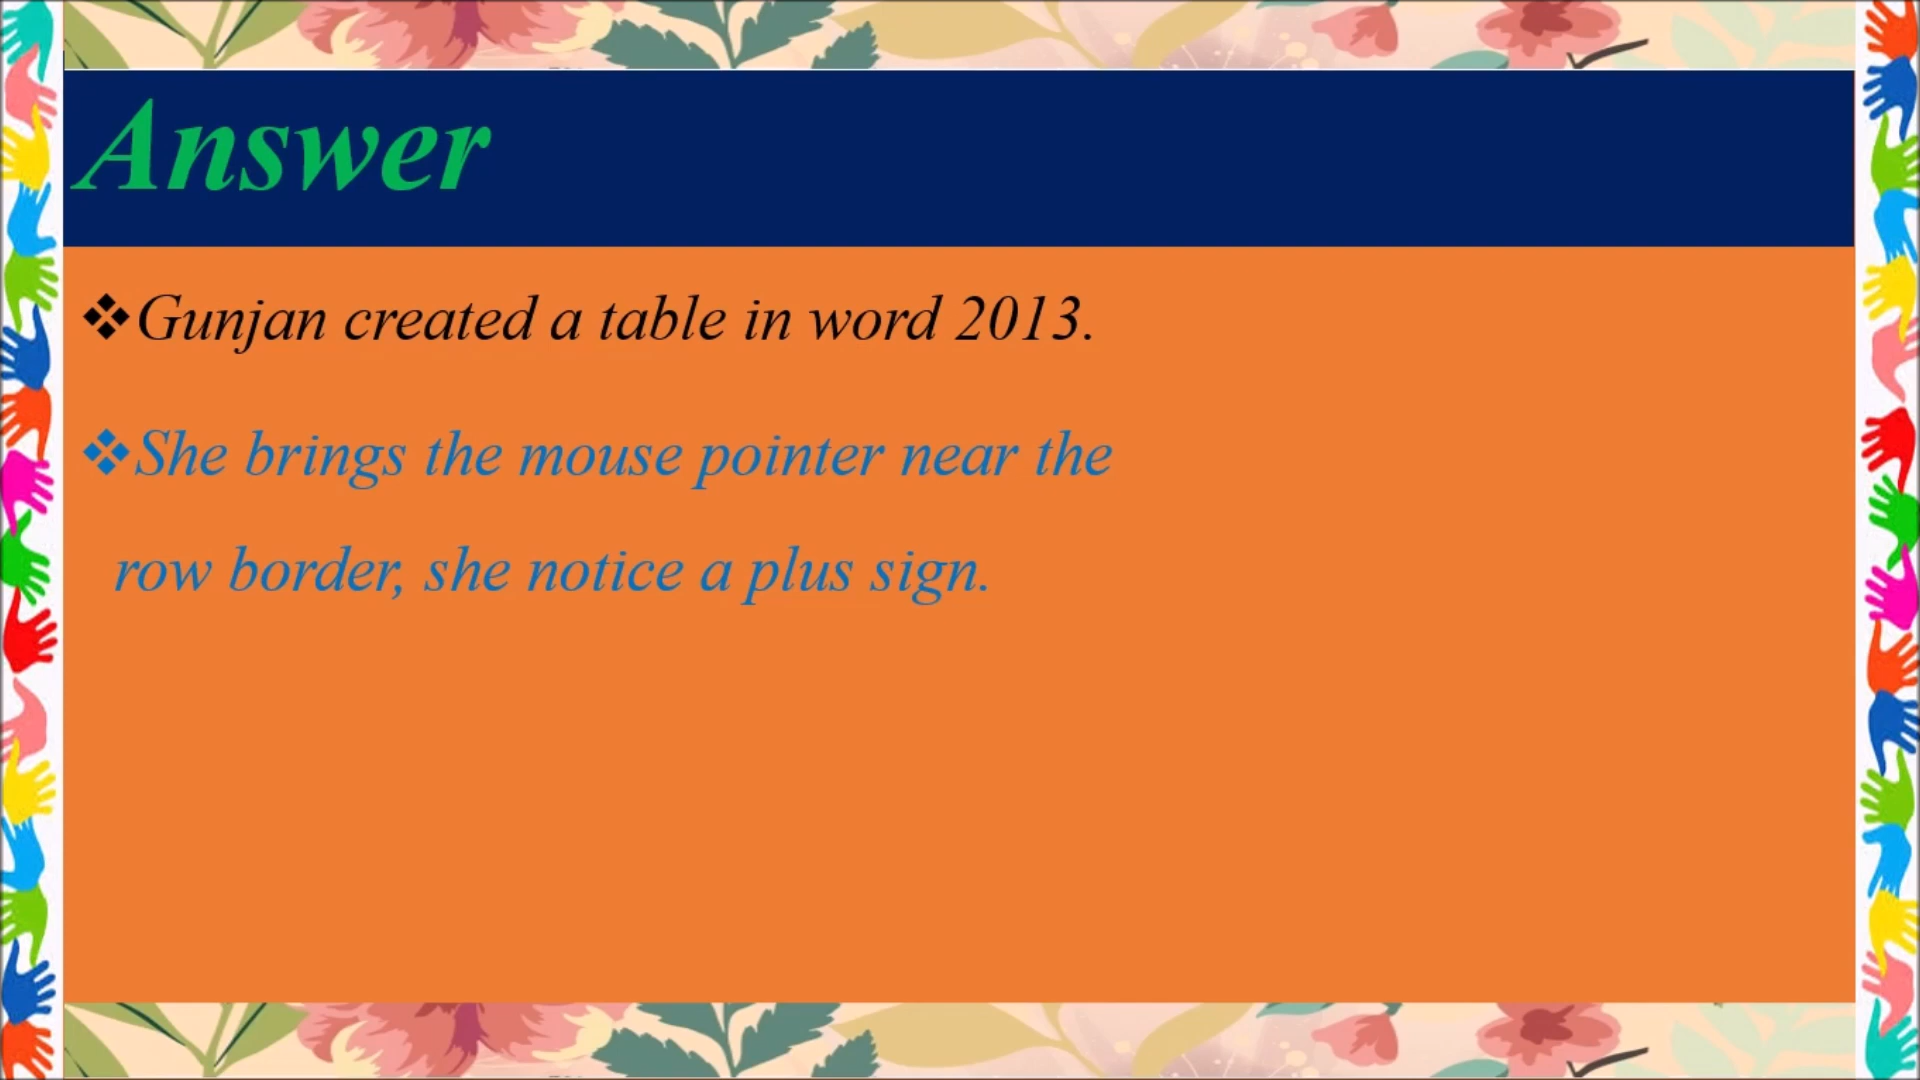 Answer
❖Gunjan created a table in word 2013.
❖She brings the mouse pointer near the
row border, she notice a plus sign.